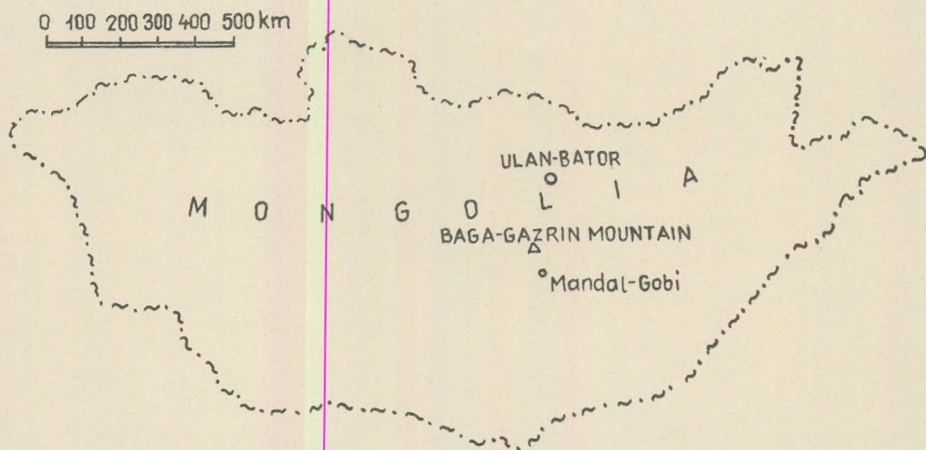 0 100 200 300 400 500 km
ULAN-BATOR
M O N G O L I A
BAGA-GAZRIN MOUNTAIN
Mandal-Gobi